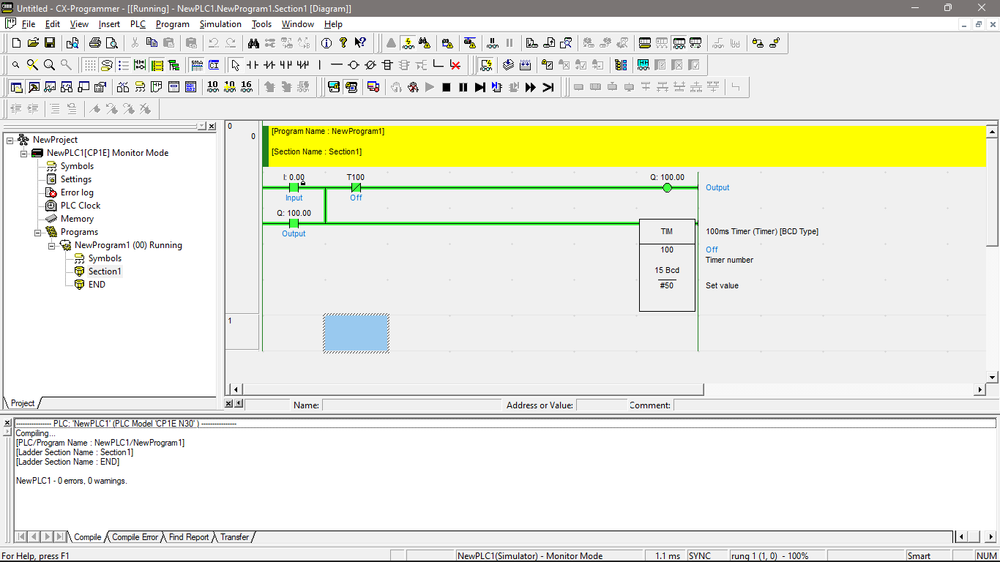 Untitled - CX-Programmer - [[Running] - NewPLC1.NewProgram1.Section1 [Diagram]]
File Edit View Insert PLC Program Simulation Tools Window Help
SMA CI
10 10 16
NewProject
NewPLC1[CP1E] Monitor Mode
Symbols
Settings
Error log
PLC Clock
Memory
Programs
NewProgram1 (00) Running
Symbols
Section1
END
Project
0
0
[Program Name : NewProgram1]
[Section Name : Section1]
I: 0.00 T100 Q: 100.00
Output
Input Off
Q: 100.00
Output
TIM 100ms Timer (Timer) [BCD Type]
100 Off
Timer number
15 Bcd
#50 Set value
1
Name: Address or Value: Comment:
---------------- PLC: 'NewPLC1' (PLC Model 'CP1E N30' ) ----------------
Compiling...
[PLC/Program Name : NewPLC1/NewProgram1]
[Ladder Section Name : Section1]
[Ladder Section Name : END]
NewPLC1 - 0 errors, 0 warnings.
Compile Compile Error Find Report Transfer
For Help, press F1 NewPLC1(Simulator) - Monitor Mode 1.1 ms SYNC rung 1 (1, 0) - 100% Smart NUM